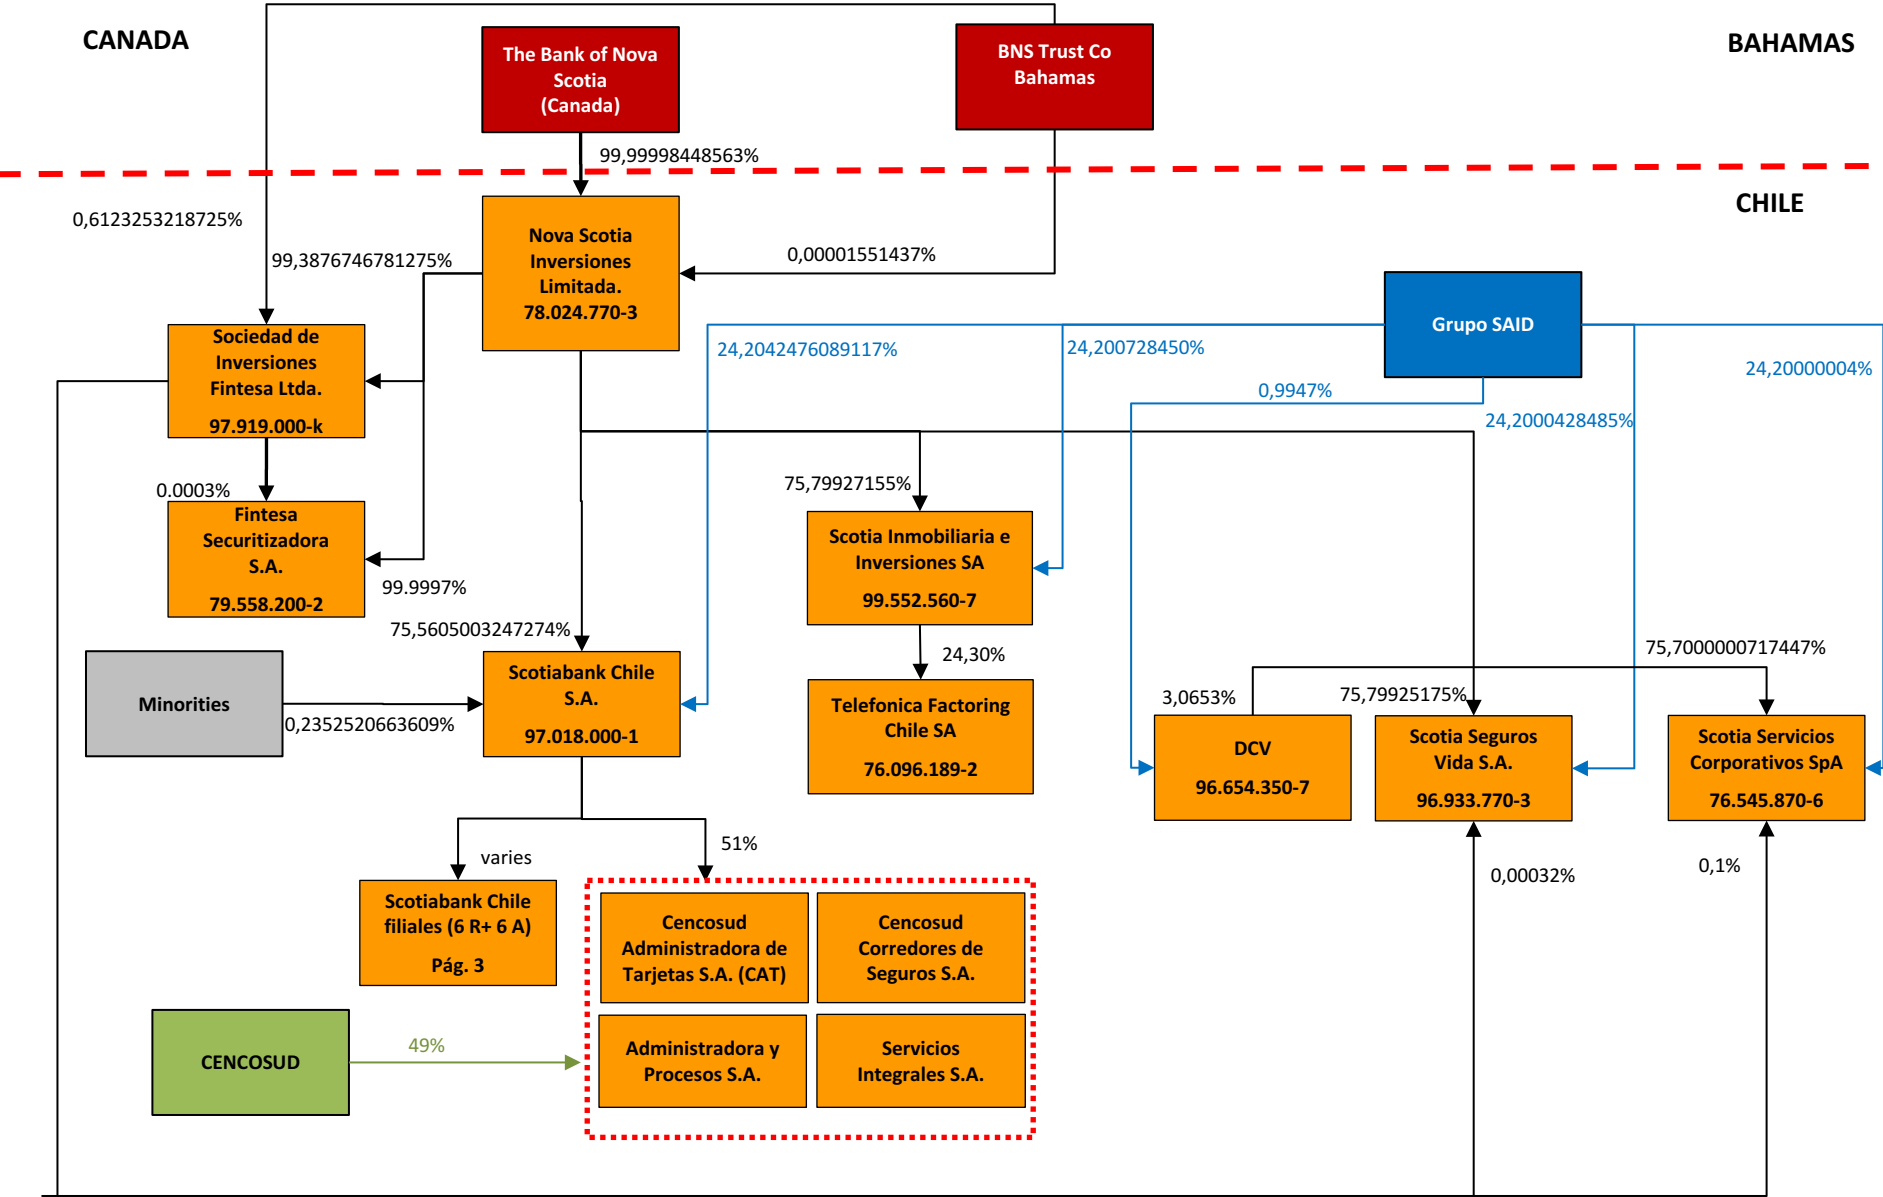 CANADA
The Bank of Nova
Scotia
(Canada)
BNS Trust Co
Bahamas
BAHAMAS
99,99998448563%
CHILE
0,6123253218725%
99,3876746781275%
Nova Scotia
Inversiones
Limitada.
78.024.770-3
0,00001551437%
Grupo SAID
Sociedad de
Inversiones
Fintesa Ltda.
97.919.000-k
24,2042476089117%
24,200728450%
0,9947%
24,2000428485%
24,20000004%
0.0003%
Fintesa
Securitizadora
S.A.
79.558.200-2
99.9997%
75,79927155%
Scotia Inmobiliaria e
Inversiones SA
99.552.560-7
75,5605003247274%
24,30%
75,7000000717447%
Minorities
0,2352520663609%
Scotiabank Chile
S.A.
97.018.000-1
Telefonica Factoring
Chile SA
76.096.189-2
3,0653%
75,79925175%
DCV
96.654.350-7
Scotia Seguros
Vida S.A.
96.933.770-3
Scotia Servicios
Corporativos SpA
76.545.870-6
varies
51%
0,00032%
0,1%
Scotiabank Chile
filiales (6 R+ 6 A)
Pág. 3
Cencosud
Administradora de
Tarjetas S.A. (CAT)
Cencosud
Corredores de
Seguros S.A.
CENCOSUD
49%
Administradora y
Procesos S.A.
Servicios
Integrales S.A.